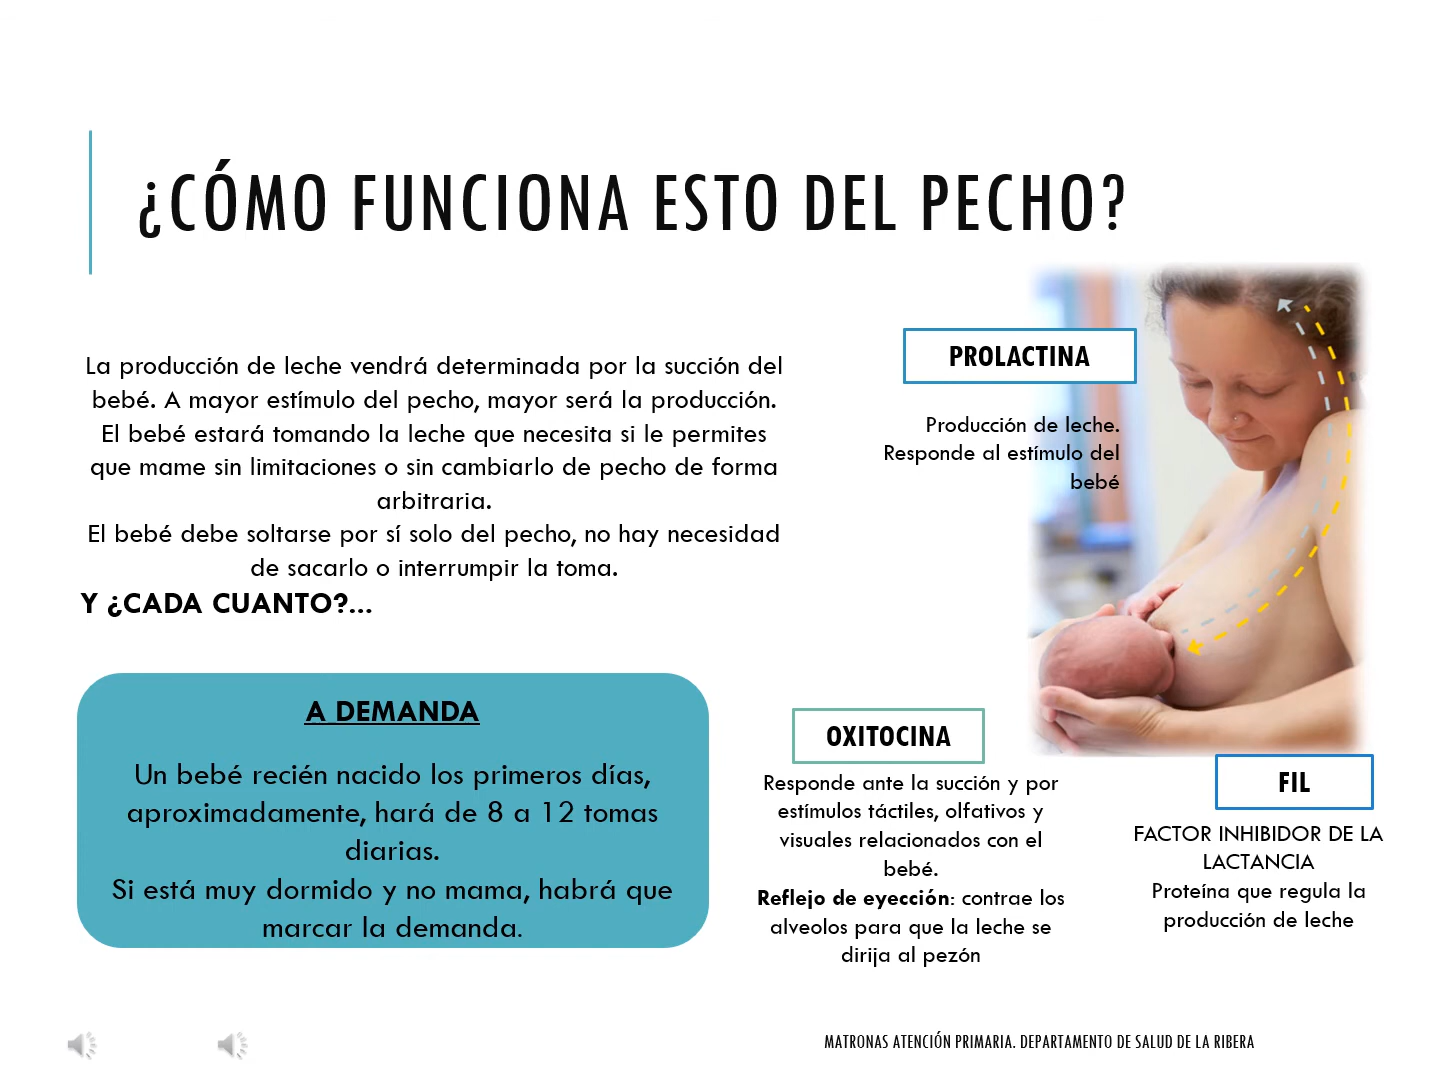 ¿CÓMO FUNCIONA ESTO DEL PECHO?
La producción de leche vendrá determinada por la succión del
bebé. A mayor estímulo del pecho, mayor será la producción.
El bebé estará tomando la leche que necesita si le permites
que mame sin limitaciones o sin cambiarlo de pecho de forma
arbitraria.
El bebé debe soltarse por sí solo del pecho, no hay necesidad
de sacarlo o interrumpir la toma.
Y ¿CADA CUANTO?...
A DEMANDA
Un bebé recién nacido los primeros días,
aproximadamente, hará de 8 a 12 tomas
diarias.
Si está muy dormido y no mama, habrá que
marcar la demanda.
PROLACTINA
Producción de leche.
Responde al estímulo del
bebé
OXITOCINA
Responde ante la succión y por
estímulos táctiles, olfativos y
visuales relacionados con el
bebé.
Reflejo de eyección: contrae los
alveolos para que la leche se
dirija al pezón
FIL
FACTOR INHIBIDOR DE LA
LACTANCIA
Proteína que regula la
producción de leche
MATRONAS ATENCIÓN PRIMARIA. DEPARTAMENTO DE SALUD DE LA RIBERA